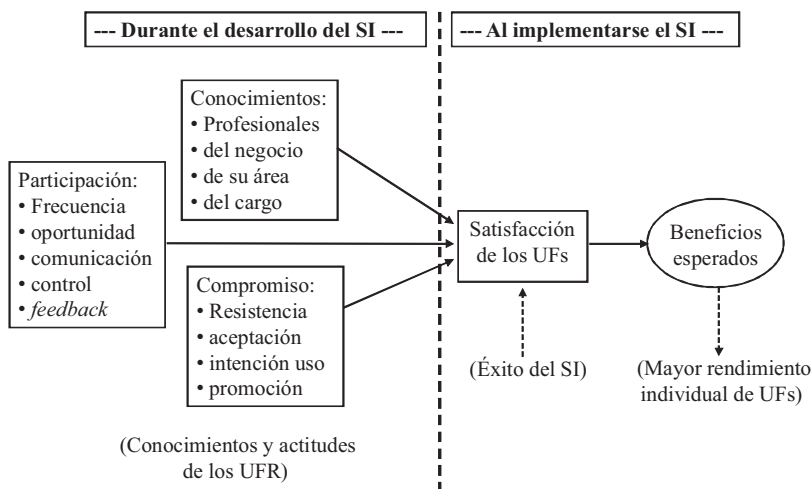 --- Durante el desarrollo del SI ---
--- Al implementarse el SI ---
Conocimientos:
• Profesionales
• del negocio
• de su área
• del cargo
Participación:
• Frecuencia
• oportunidad
• comunicación
• control
• feedback
Compromiso:
• Resistencia
• aceptación
• intención uso
• promoción
(Conocimientos y actitudes
de los UFR)
Satisfacción
de los UFs
(Éxito del SI)
Beneficios
esperados
(Mayor rendimiento
individual de UFs)